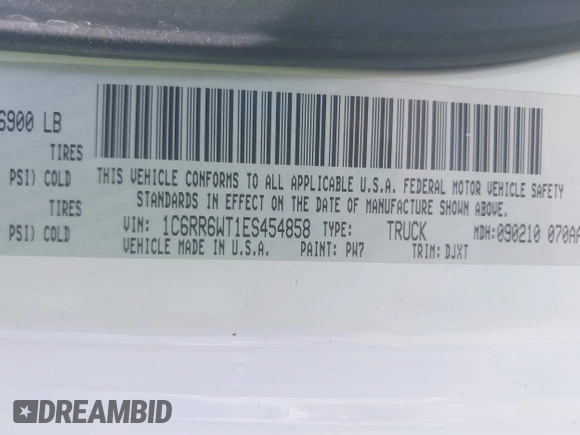 6900 LB
TIRES
PSI) COLD
TIRES
PSI) COLD
THIS VEHICLE CONFORMS TO ALL APPLICABLE U.S.A. FEDERAL MOTOR VEHICLE SAFETY
STANDARDS IN EFFECT ON THE DATE OF MANUFACTURE SHOWN ABOVE.
VIN: 1C6RR6WT1ES454858 TYPE: TRUCK MDH: 090210 070AA
VEHICLE MADE IN U.S.A. PAINT: PW7 TRIM: DJXT
DREAMBID